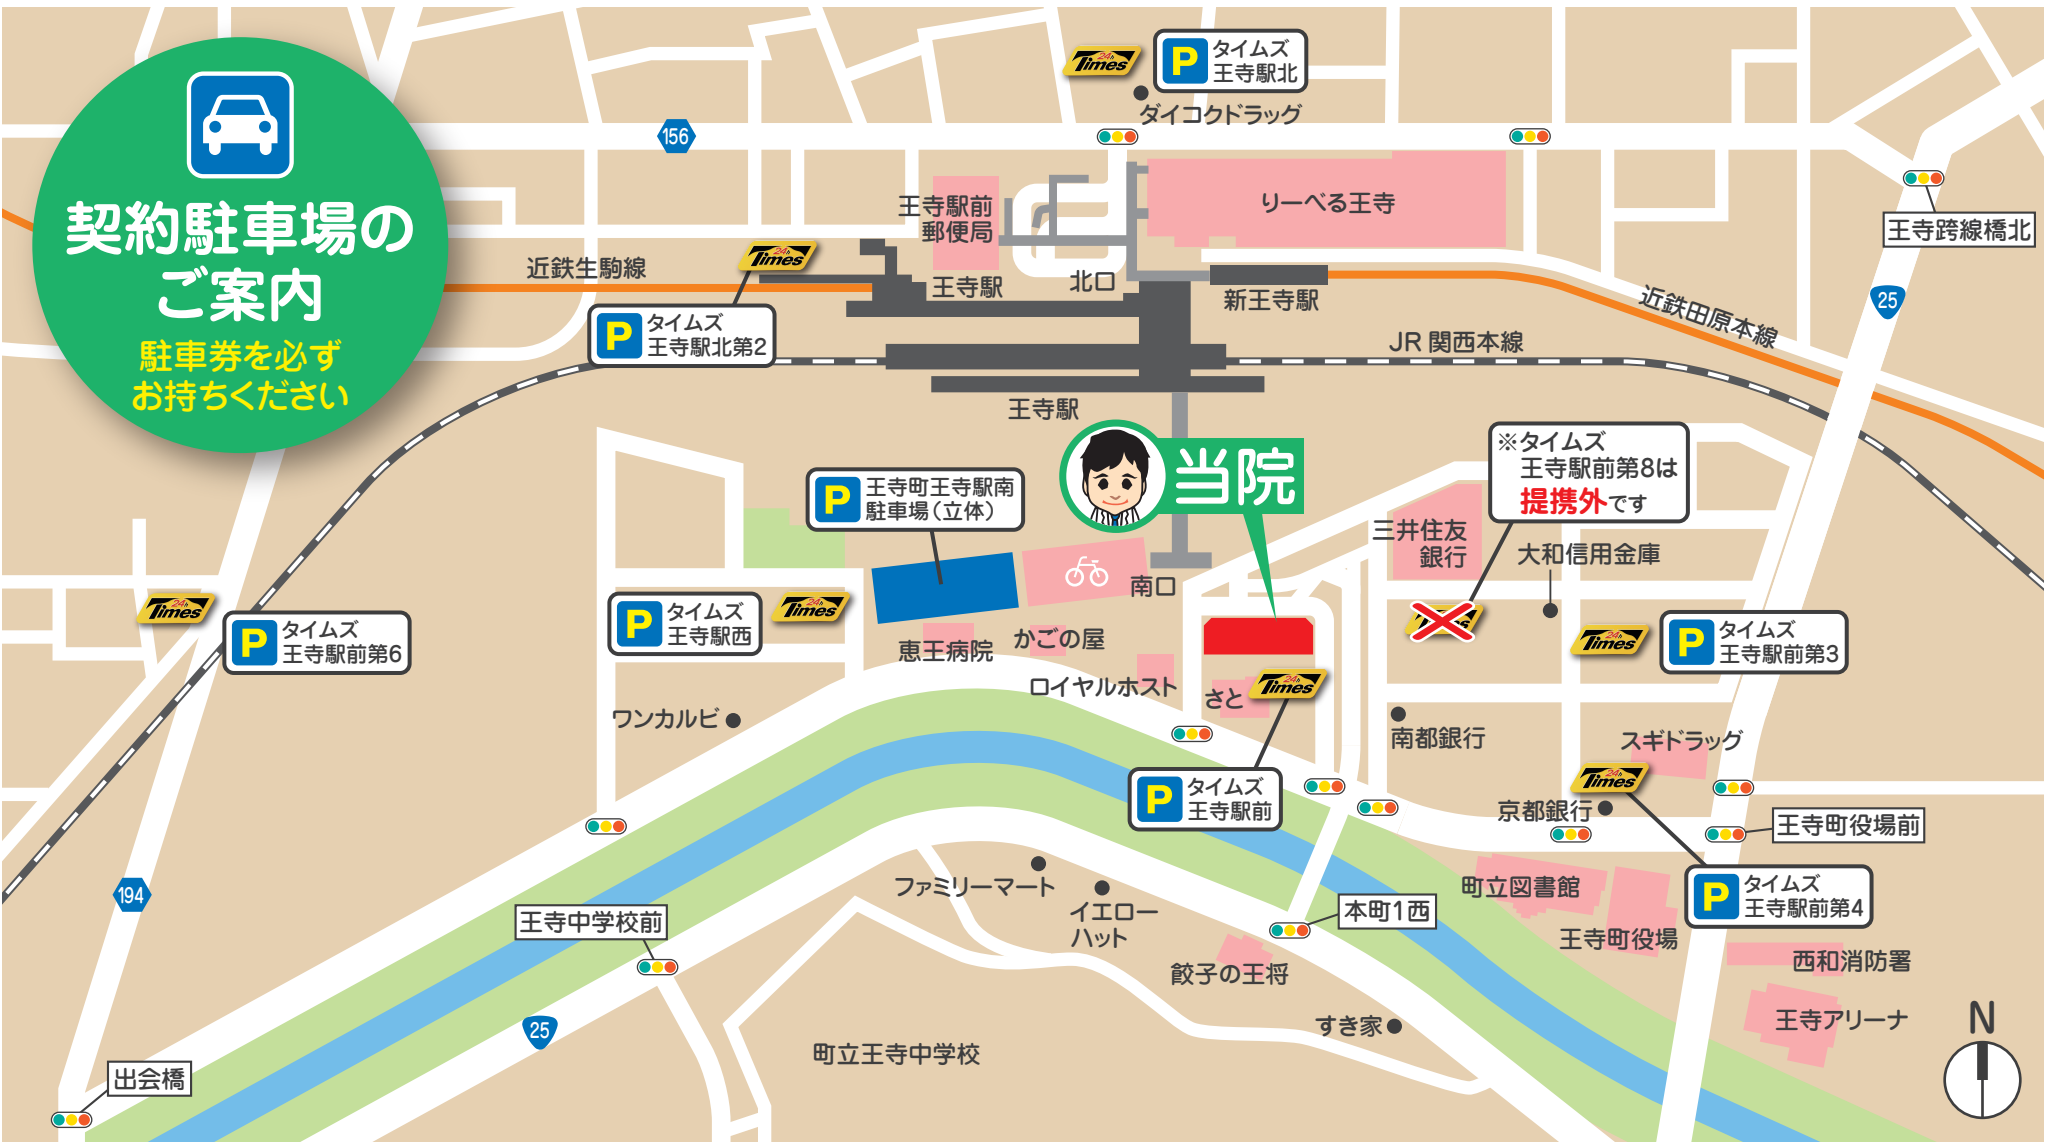 契約駐車場の
ご案内
駐車券を必ず
お持ちください
24h
Times
P
タイムズ
王寺駅北
ダイコクドラッグ
156
りーべる王寺
王寺駅前
郵便局
王寺跨線橋北
25
近鉄生駒線
24h
Times
P
タイムズ
王寺駅北第2
王寺駅
北口
新王寺駅
近鉄田原本線
JR 関西本線
王寺駅
当院
P
王寺町王寺駅南
駐車場(立体)
※タイムズ
王寺駅前第8は
提携外です
三井住友
銀行
大和信用金庫
南口
24h
Times
P
タイムズ
王寺駅前第6
P
タイムズ
王寺駅西
24h
Times
恵王病院
かごの屋
ロイヤルホスト
さと
24h
Times
Times
24h
Times
P
タイムズ
王寺駅前第3
ワンカルビ
南都銀行
スギドラッグ
P
タイムズ
王寺駅前
24h
Times
京都銀行
王寺町役場前
194
ファミリーマート
イエロー
ハット
町立図書館
P
タイムズ
王寺駅前第4
王寺中学校前
本町1西
王寺町役場
西和消防署
餃子の王将
すき家
王寺アリーナ
25
町立王寺中学校
出会橋
N